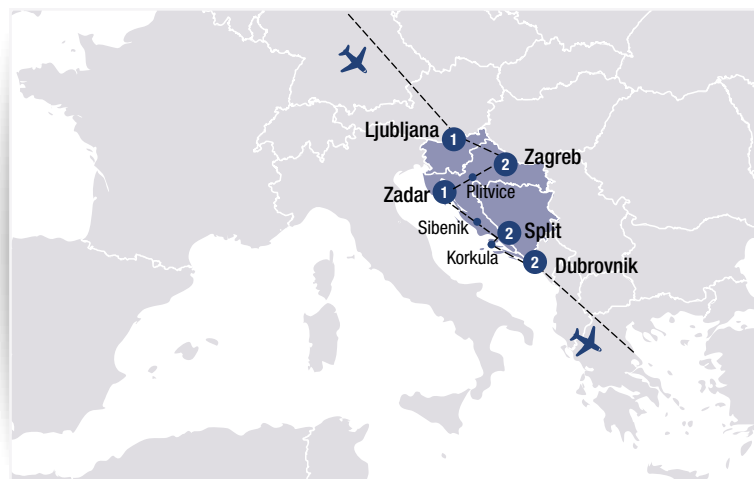 Ljubljana
1
2
Zagreb
Plitvice
Zadar
1
Sibenik
2
Split
Korkula
2
Dubrovnik